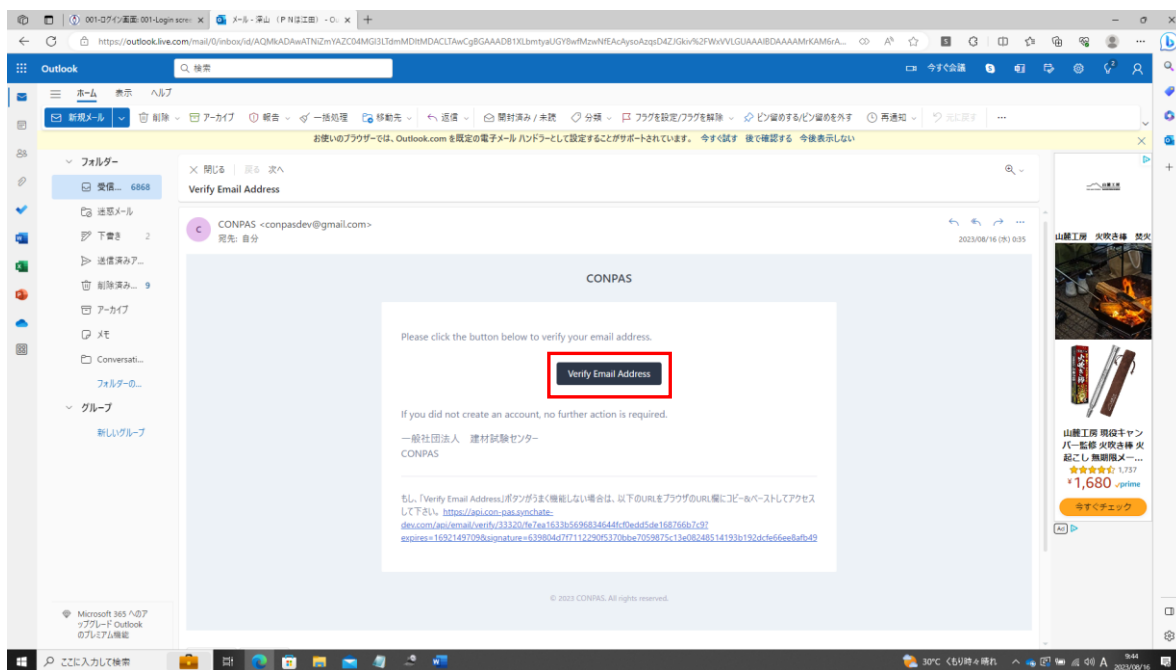 001-ログイン画面: 001-Login scree
メール - 深山 （PNは江田） - Ou
https://outlook.live.com/mail/0/inbox/id/
Outlook
検索
今すぐ会議
ホーム 表示 ヘルプ
新規メール 削除 アーカイブ 報告 一括処理 移動先 返信 開封済み / 未読 分類 フラグを設定/フラグを解除 ピン留めする/ピン留めを外す 再通知 元に戻す
お使いのブラウザーでは、Outlook.com を既定の電子メール ハンドラーとして設定することがサポートされています。 今すぐ試す 後で確認する 今後表示しない
フォルダー
受信... 6868
迷惑メール
下書き 2
送信済みア...
削除済み... 9
アーカイブ
メモ
Conversati...
フォルダーの...
グループ
新しいグループ
Microsoft 365 へのア
ップグレード Outlook
のプレミアム機能
閉じる 戻る 次へ
Verify Email Address
C
CONPAS <conpasdev@gmail.com>
宛先: 自分
2023/08/16 (水) 0:35
CONPAS
Please click the button below to verify your email address.
Verify Email Address
If you did not create an account, no further action is required.
一般社団法人　建材試験センター
CONPAS
もし、「Verify Email Address」ボタンがうまく機能しない場合は、以下のURLをブラウザのURL欄にコピー&ペーストしてアクセス
して下さい。 https://api.con-pas.synchate-
dev.com/api/email/verify/33320/fe7ea1633b5696834644fcf0edd5de168766b7c9?
expires=1692149709&signature=639804d7f7112290f5370bbe7059875c13e08248514193b192dcfe66ee8afb49
© 2023 CONPAS. All rights reserved.
山麓工房 火吹き棒 焚火
山麓工房 現役キャン
パー監修 火吹き棒 火
起こし 無期限メー...
1,737
¥1,680 prime
今すぐチェック
Ad
ここに入力して検索
30°C くもり時々晴れ
A
9:44
2023/08/16